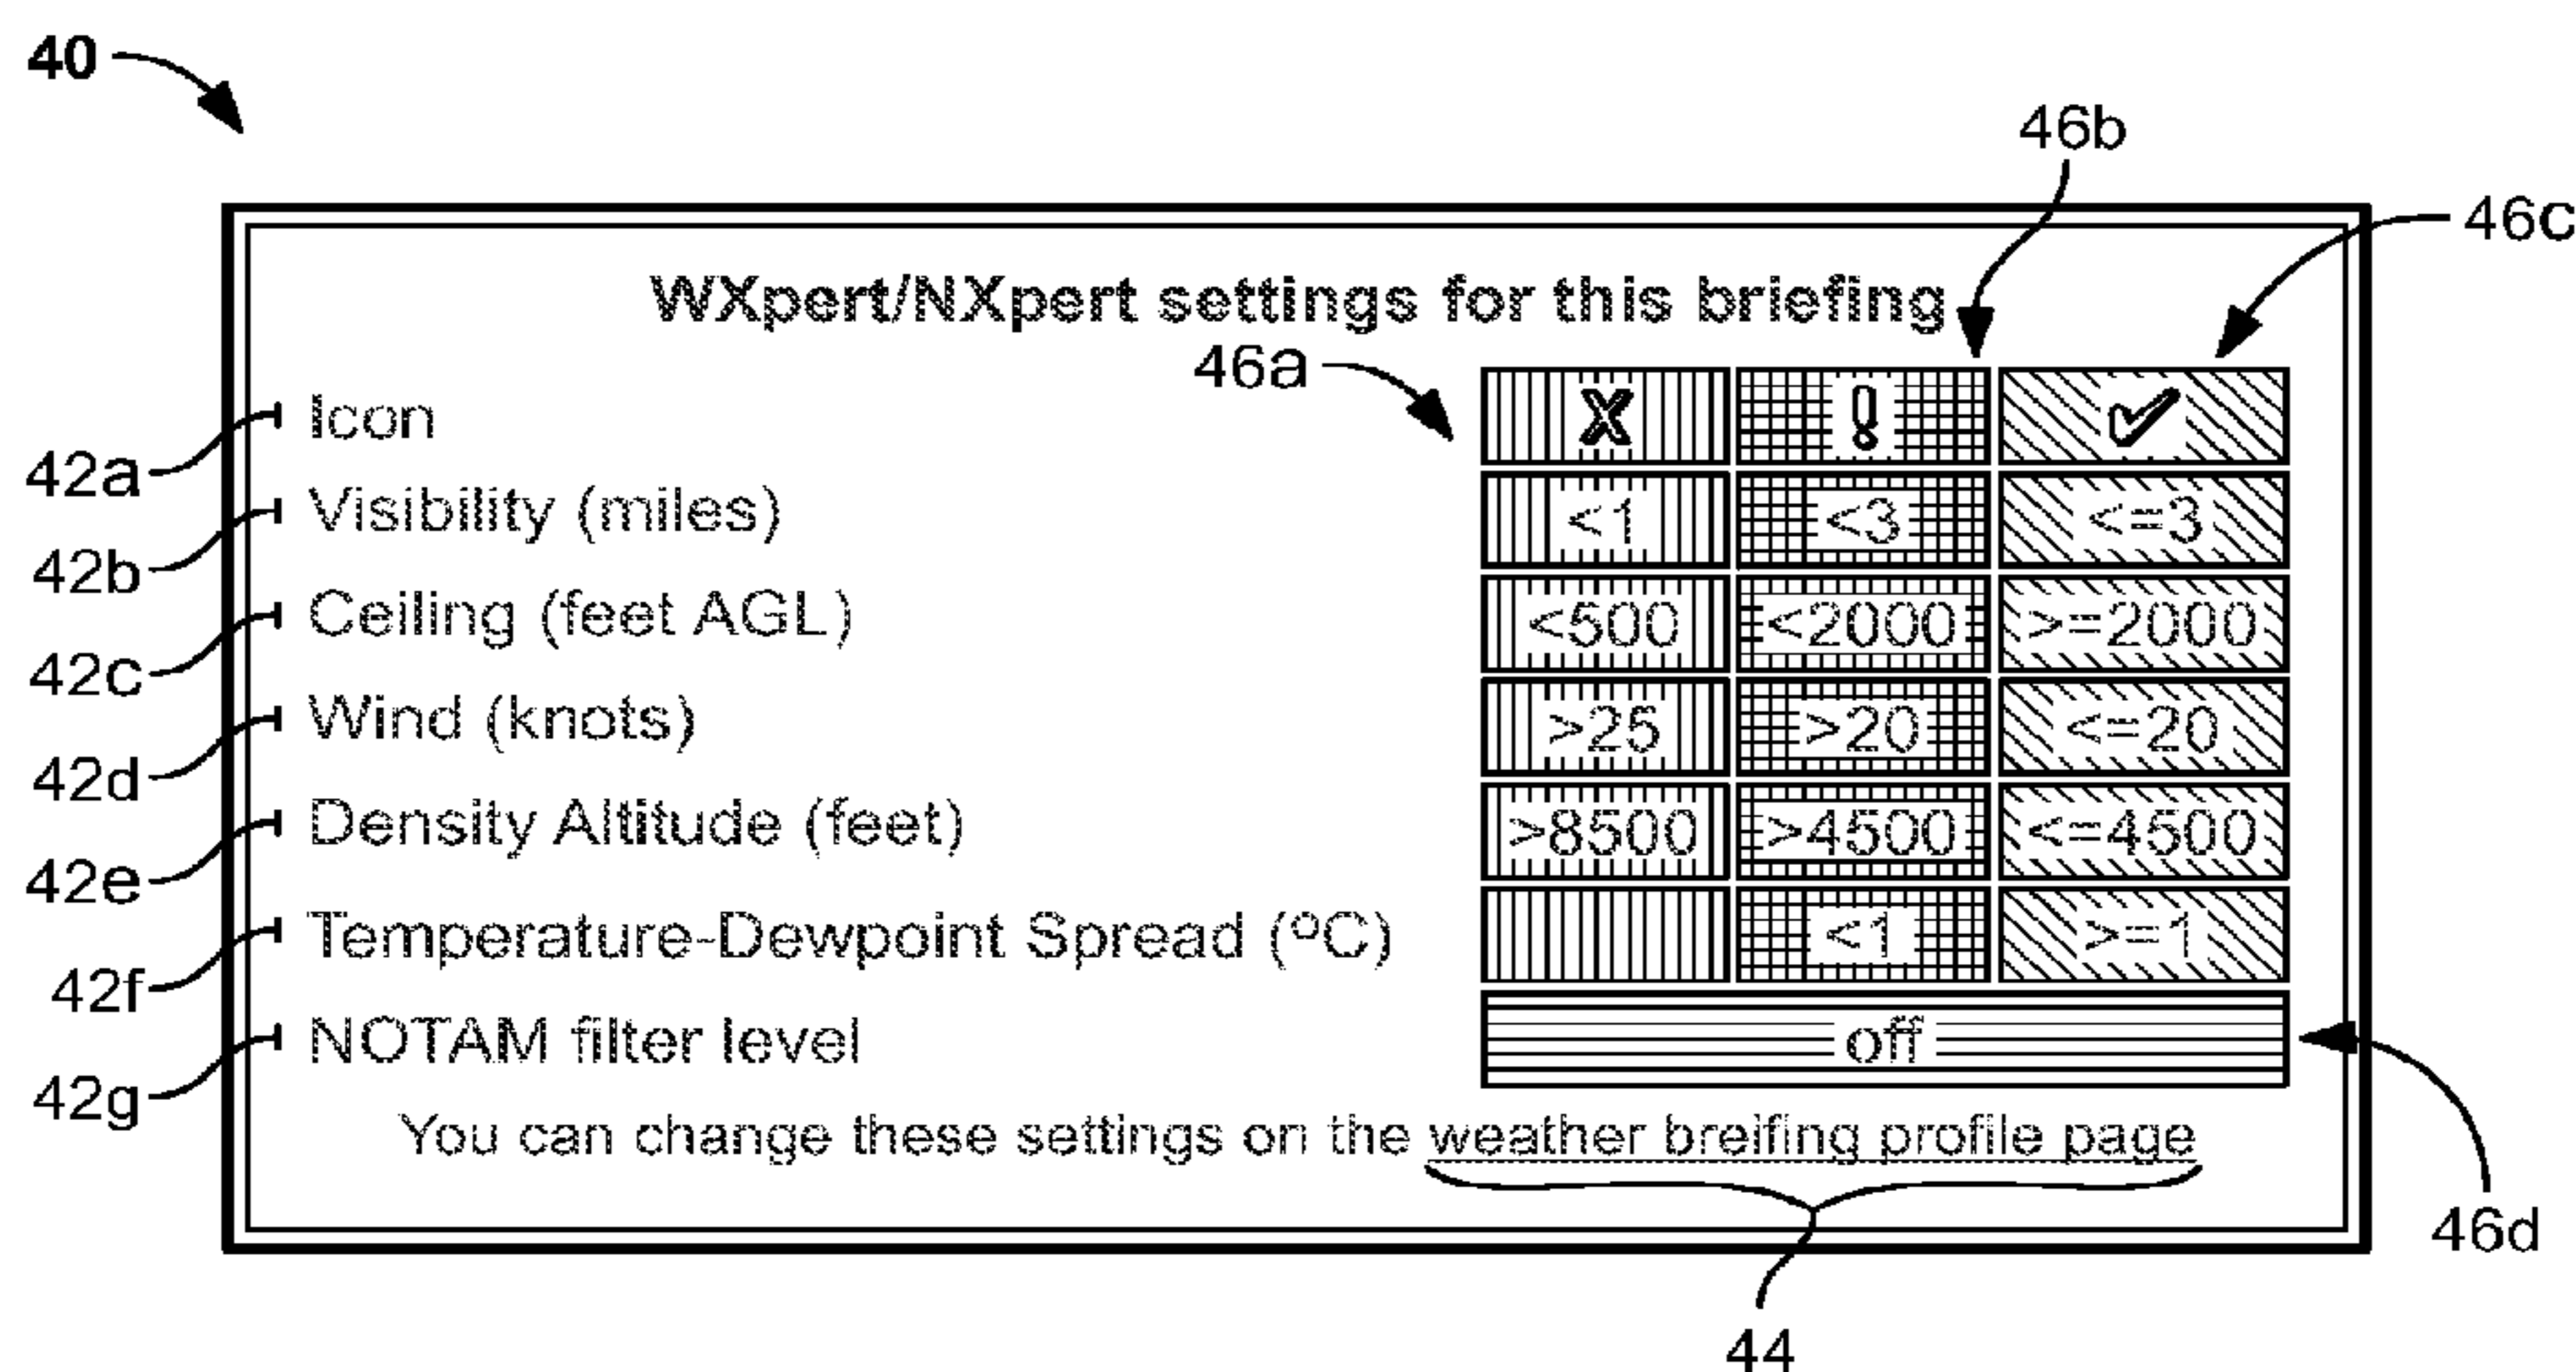 40
46b
46c
WXpert/NXpert settings for this briefing
46a
Icon X ! ✓
42a
Visibility (miles) <1 <3 <=3
42b
Ceiling (feet AGL) <500 <2000 >=2000
42c
Wind (knots) >25 >20 <=20
42d
Density Altitude (feet) >8500 >4500 <=4500
42e
Temperature-Dewpoint Spread (°C) <1 >=1
42f
NOTAM filter level off
42g
You can change these settings on the weather breifing profile page
46d
44